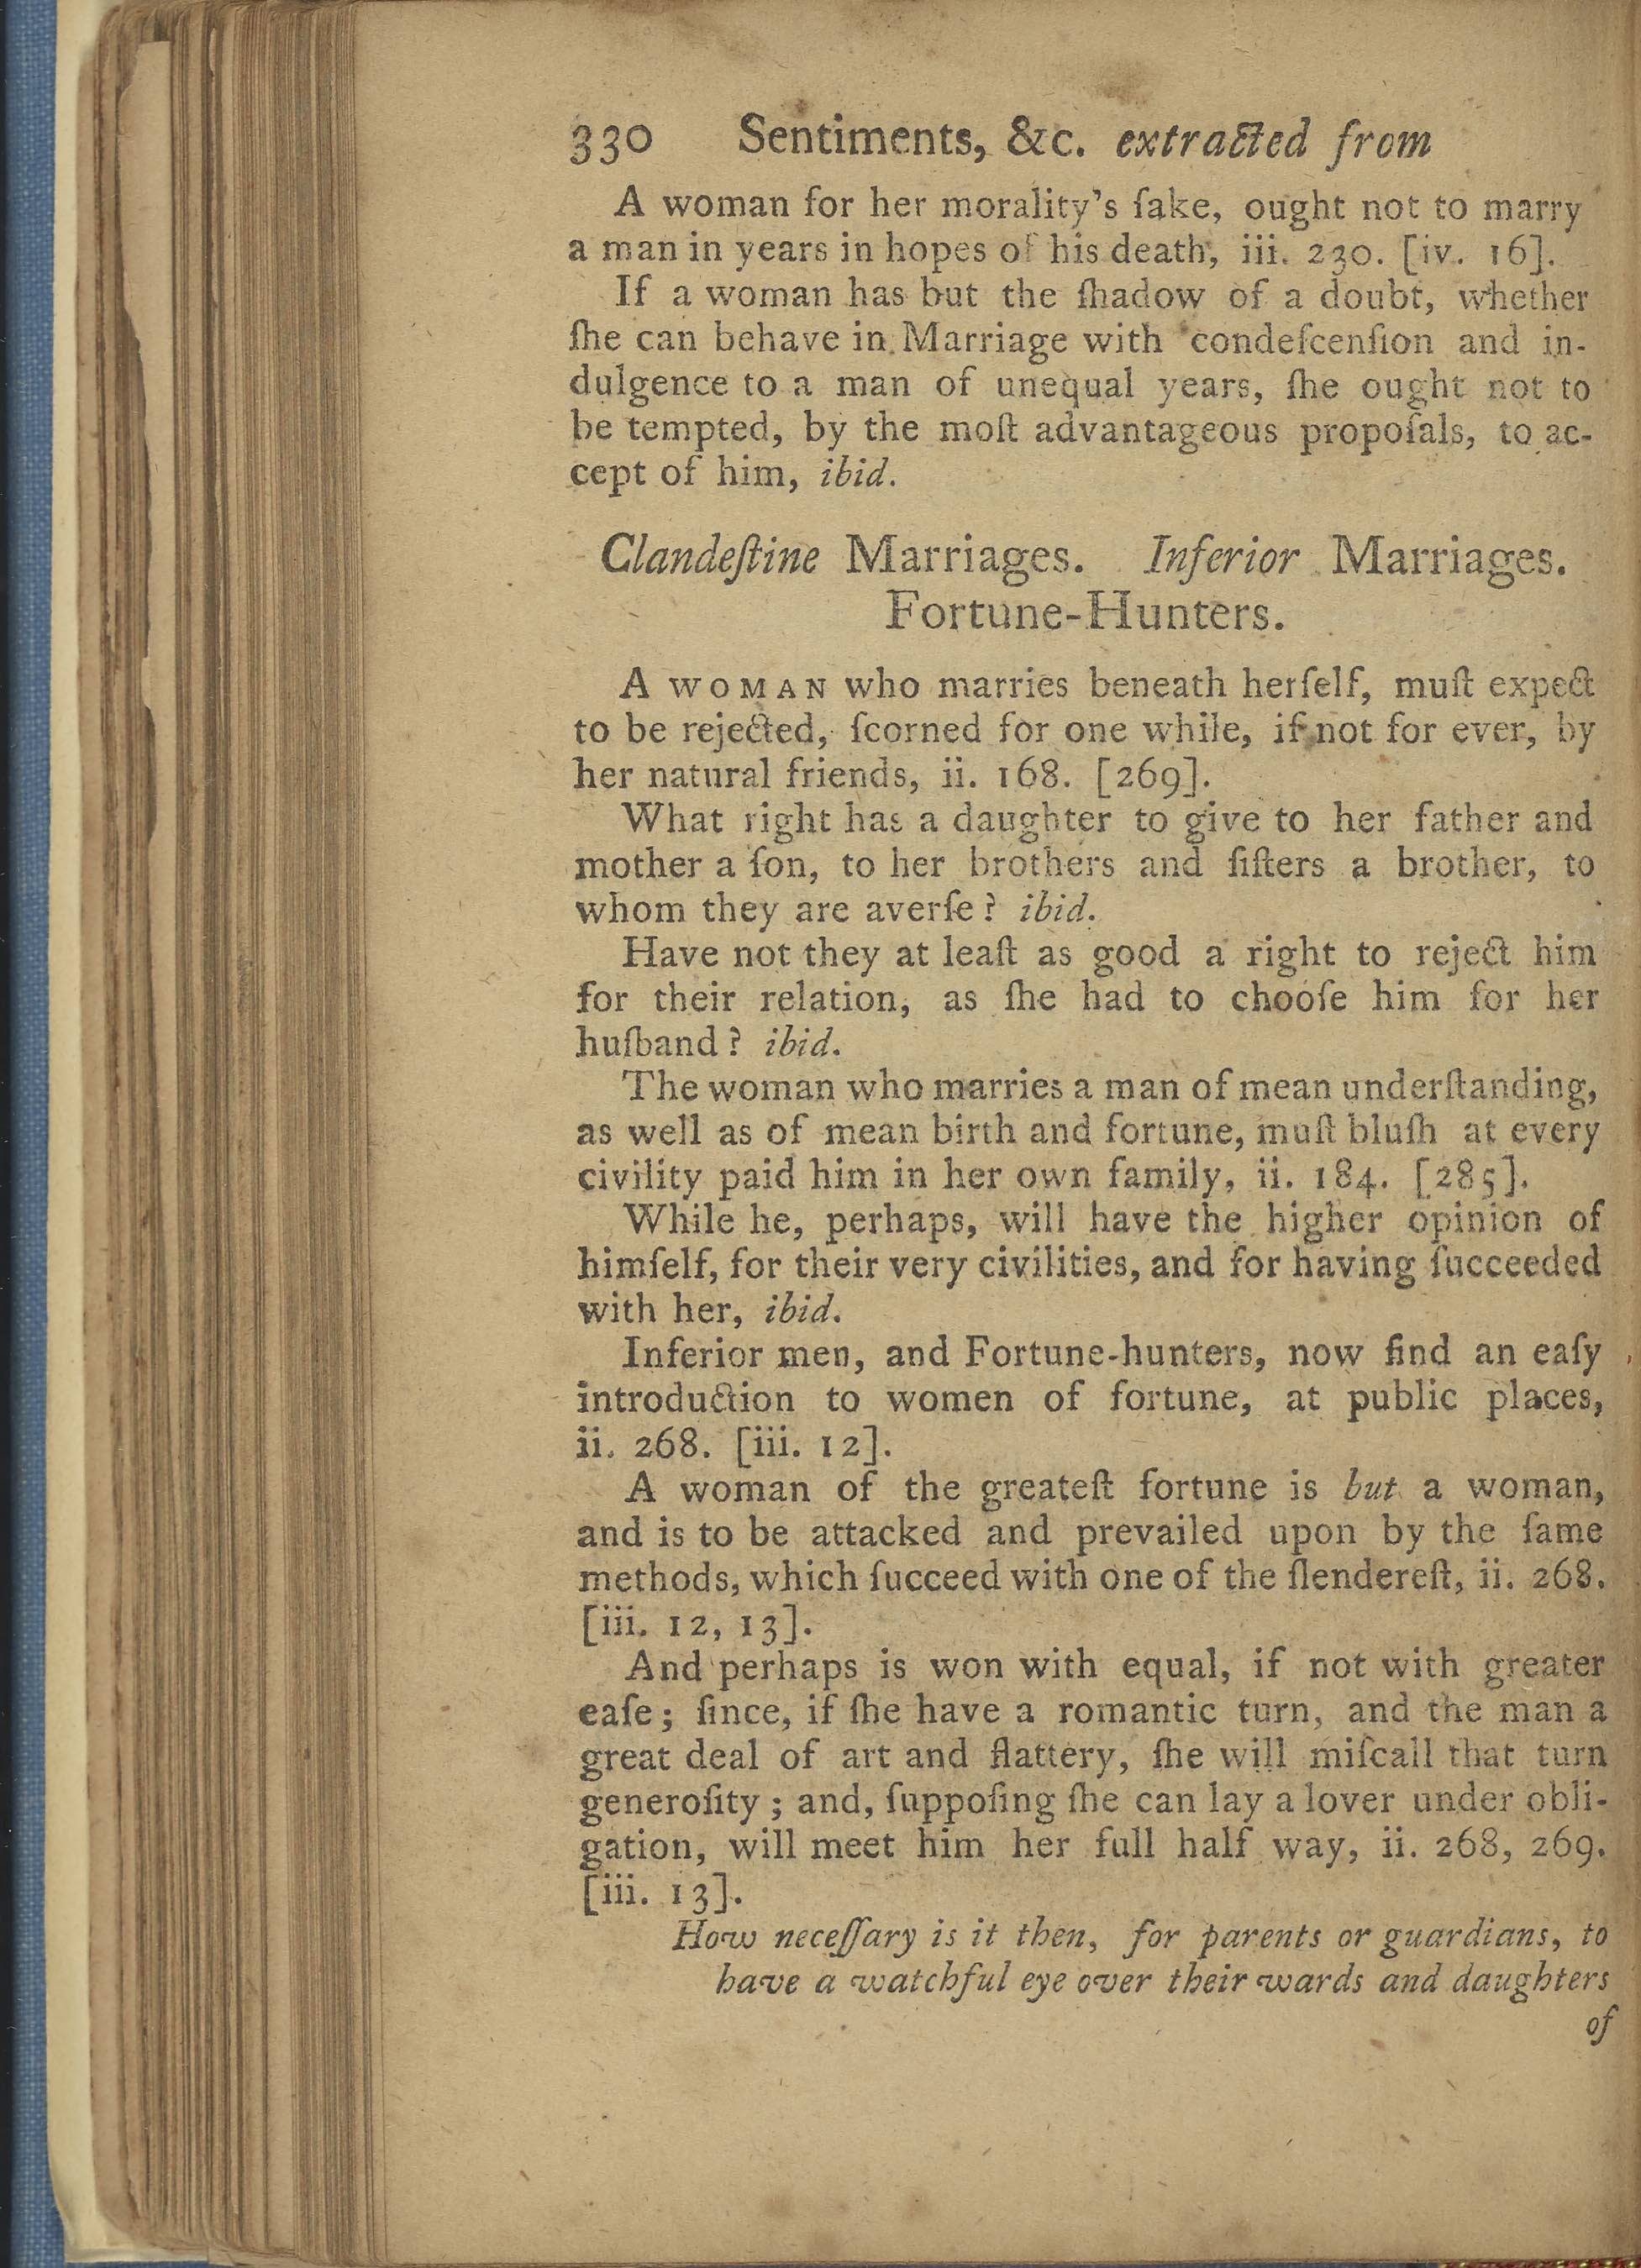 330 Sentiments, &c. extracted from
A woman for her morality's ſake, ought not to marry
a man in years in hopes of his death, iii. 230. [iv. 16].
If a woman has but the ſhadow of a doubt, whether
ſhe can behave in Marriage with condeſcenſion and in-
dulgence to a man of unequal years, ſhe ought not to
be tempted, by the moſt advantageous propoſals, to ac-
cept of him, ibid.
Clandeſtine Marriages. Inferior Marriages.
Fortune-Hunters.
A WOMAN who marries beneath herſelf, muſt expect
to be rejected, ſcorned for one while, if not for ever, by
her natural friends, ii. 168. [269].
What right has a daughter to give to her father and
mother a ſon, to her brothers and ſiſters a brother, to
whom they are averſe? ibid.
Have not they at leaſt as good a right to reject him
for their relation, as ſhe had to chooſe him for her
huſband? ibid.
The woman who marries a man of mean underſtanding,
as well as of mean birth and fortune, muſt bluſh at every
civility paid him in her own family, ii. 184. [285].
While he, perhaps, will have the higher opinion of
himſelf, for their very civilities, and for having ſucceeded
with her, ibid.
Inferior men, and Fortune-hunters, now find an eaſy
introduction to women of fortune, at public places,
ii. 268. [iii. 12].
A woman of the greateſt fortune is but a woman,
and is to be attacked and prevailed upon by the ſame
methods, which ſucceed with one of the ſlendereſt, ii. 268.
[iii. 12, 13].
And perhaps is won with equal, if not with greater
eaſe; ſince, if ſhe have a romantic turn, and the man a
great deal of art and flattery, ſhe will miſcall that turn
generoſity; and, ſuppoſing ſhe can lay a lover under obli-
gation, will meet him her full half way, ii. 268, 269.
[iii. 13].
How neceſſary is it then, for parents or guardians, to
have a watchful eye over their wards and daughters
of